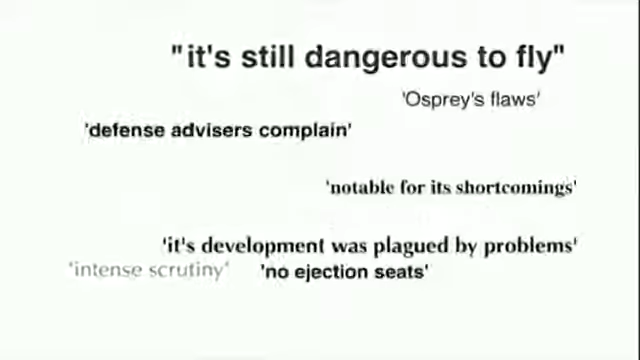 "it's still dangerous to fly"
'Osprey's flaws'
'defense advisers complain'
'notable for its shortcomings'
'it's development was plagued by problems'
'intense scrutiny' 'no ejection seats'